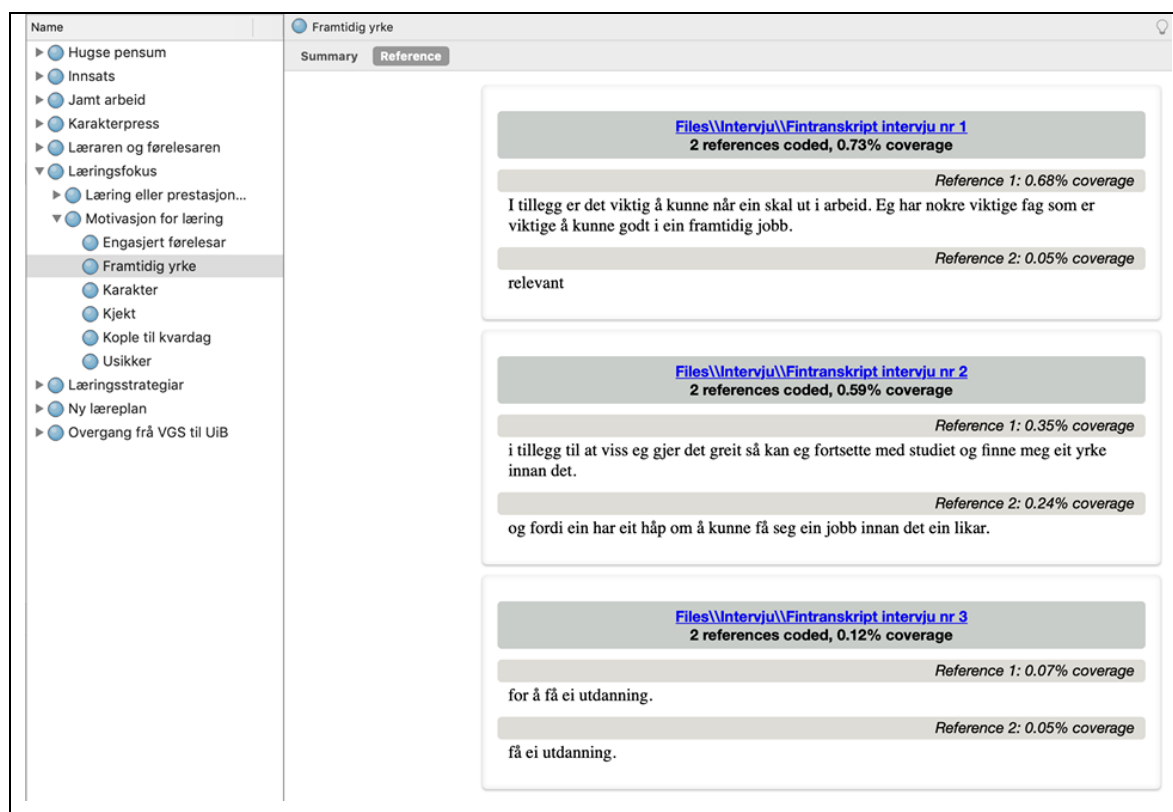 Name
Hugse pensum
Innsats
Jamt arbeid
Karakterpress
Læraren og førelesaren
Læringsfokus
Læring eller prestasjon...
Motivasjon for læring
Engasjert førelesar
Framtidig yrke
Karakter
Kjekt
Kople til kvardag
Usikker
Læringsstrategiar
Ny læreplan
Overgang frå VGS til UiB
Framtidig yrke
Summary Reference
Files\\Intervju\\Fintranskript intervju nr 1
2 references coded, 0.73% coverage
Reference 1: 0.68% coverage
I tillegg er det viktig å kunne når ein skal ut i arbeid. Eg har nokre viktige fag som er
viktige å kunne godt i ein framtidig jobb.
Reference 2: 0.05% coverage
relevant
Files\\Intervju\\Fintranskript intervju nr 2
2 references coded, 0.59% coverage
Reference 1: 0.35% coverage
i tillegg til at viss eg gjer det greit så kan eg fortsette med studiet og finne meg eit yrke
innan det.
Reference 2: 0.24% coverage
og fordi ein har eit håp om å kunne få seg ein jobb innan det ein likar.
Files\\Intervju\\Fintranskript intervju nr 3
2 references coded, 0.12% coverage
Reference 1: 0.07% coverage
for å få ei utdanning.
Reference 2: 0.05% coverage
få ei utdanning.